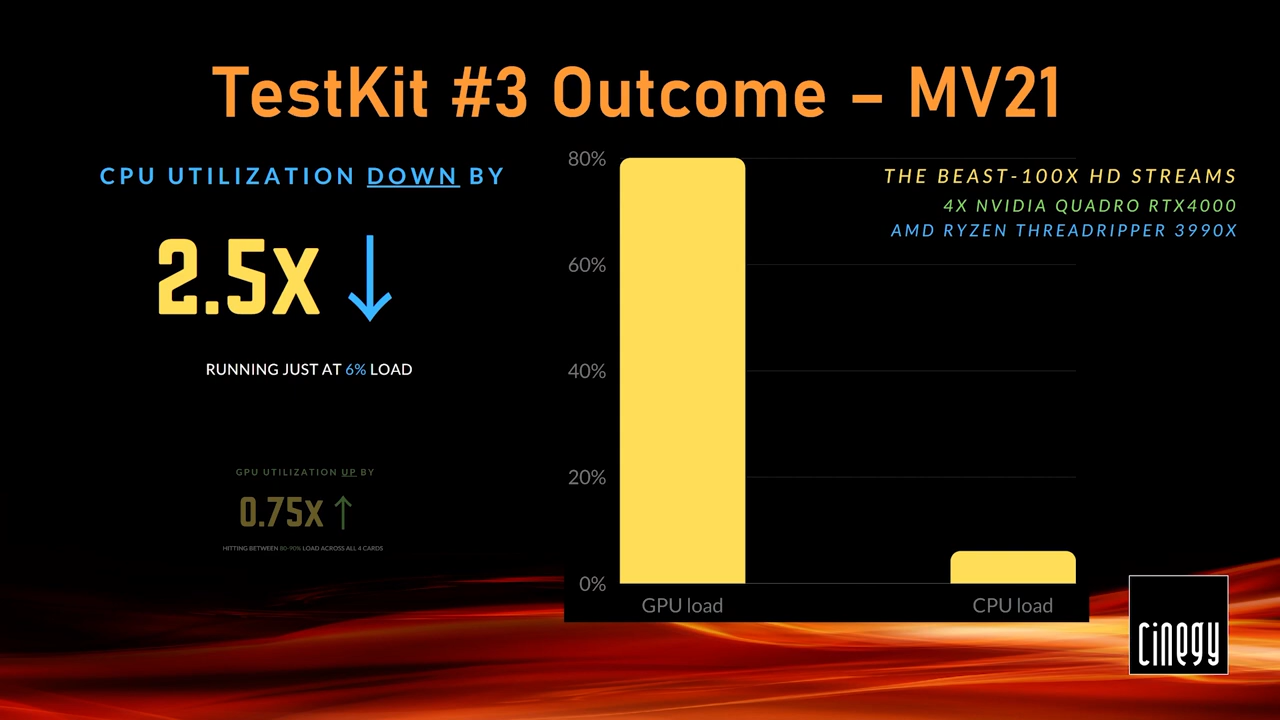 TestKit #3 Outcome – MV21
CPU UTILIZATION DOWN BY
2.5X ↓
RUNNING JUST AT 6% LOAD
GPU UTILIZATION UP BY
0.75X ↑
HITTING BETWEEN 80-90% LOAD ACROSS ALL 4 CARDS
80%
60%
40%
20%
0%
GPU load
CPU load
THE BEAST-100X HD STREAMS
4X NVIDIA QUADRO RTX4000
AMD RYZEN THREADRIPPER 3990X
cinegy